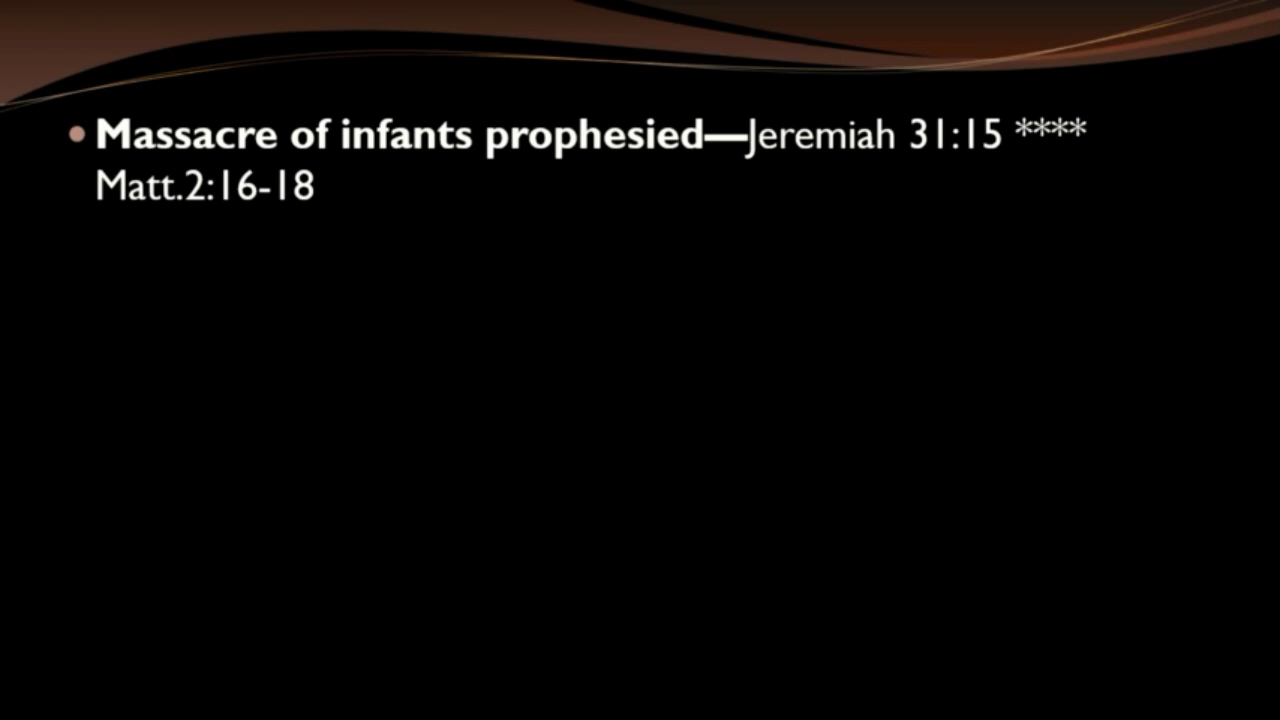 • Massacre of infants prophesied—Jeremiah 31:15 ****
Matt.2:16-18